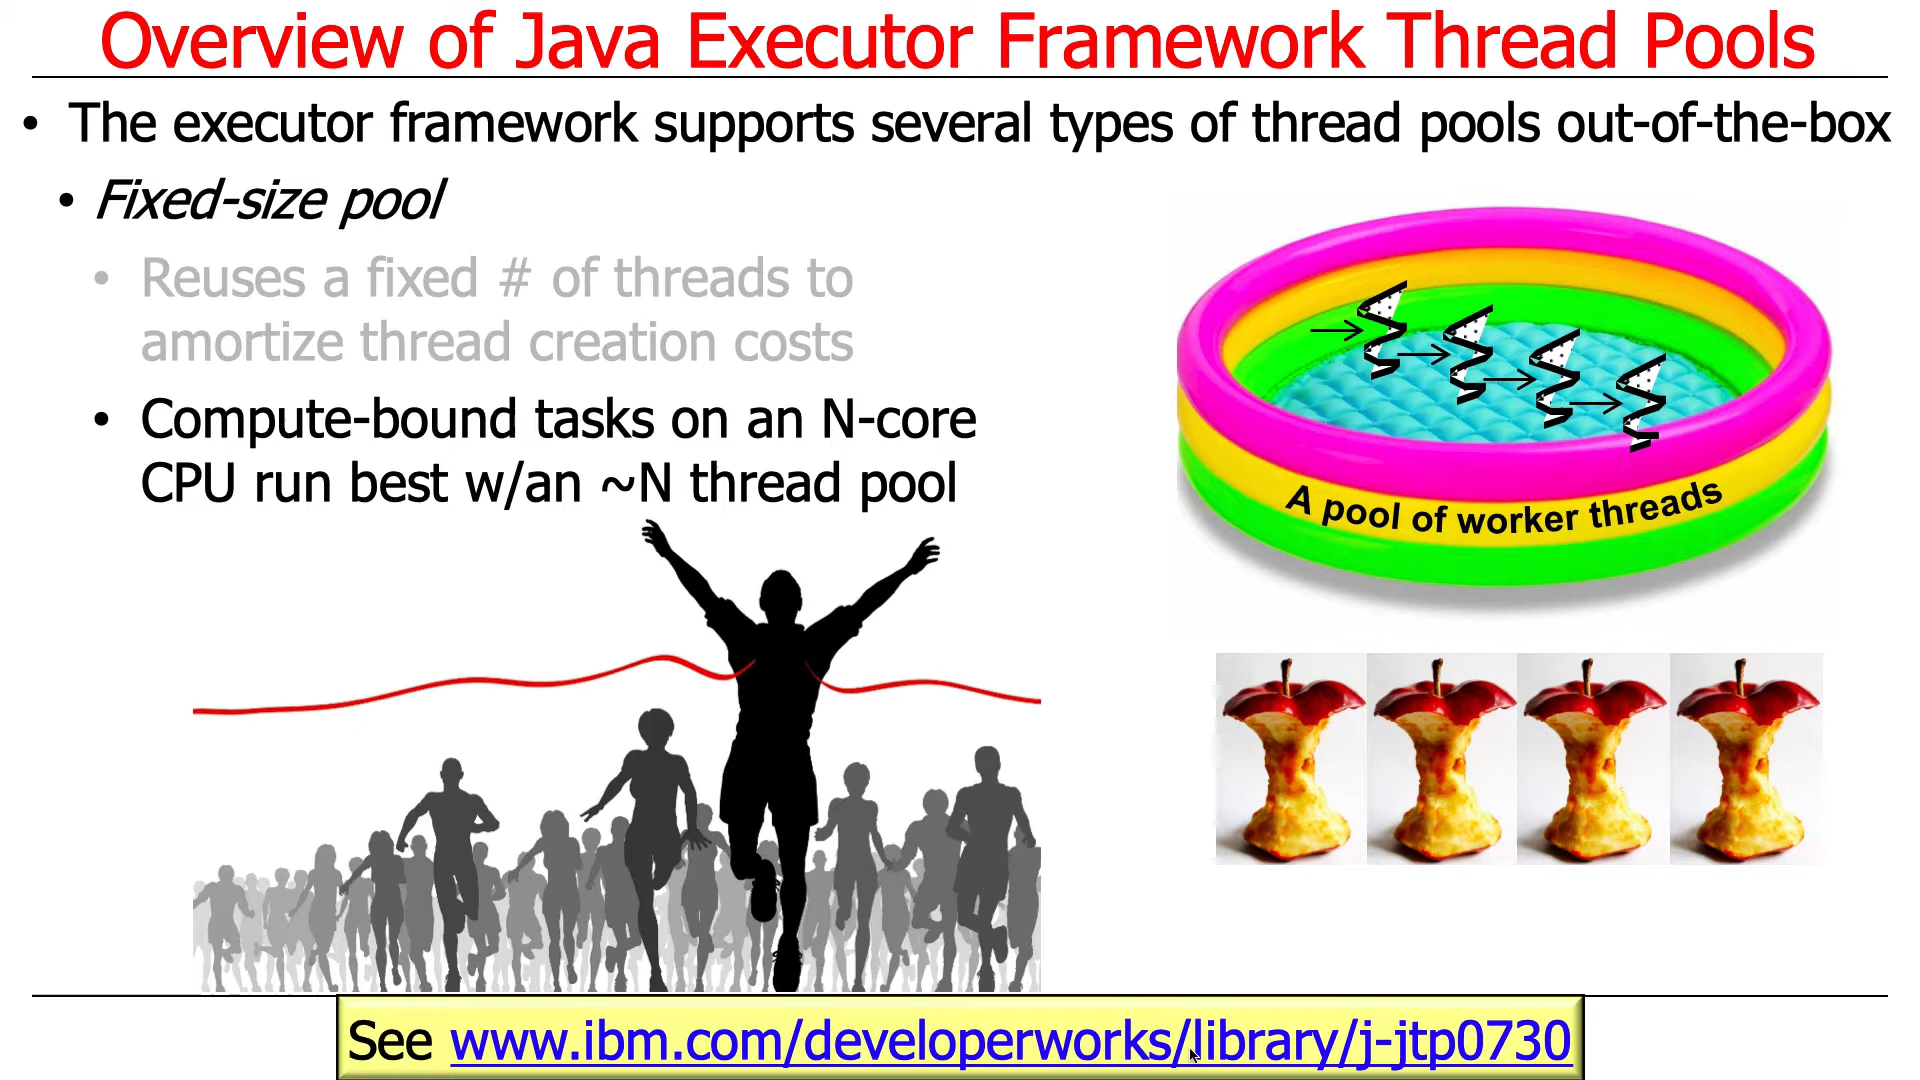 Overview of Java Executor Framework Thread Pools
• The executor framework supports several types of thread pools out-of-the-box
• Fixed-size pool
• Reuses a fixed # of threads to
amortize thread creation costs
• Compute-bound tasks on an N-core
CPU run best w/an ~N thread pool
A pool of worker threads
See www.ibm.com/developerworks/library/j-jtp0730